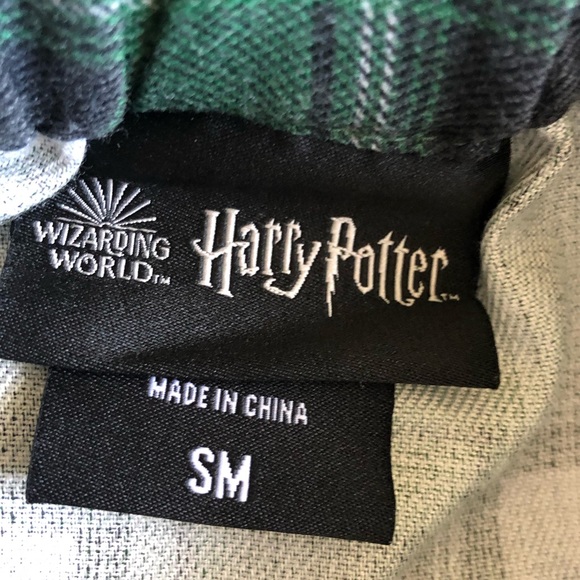 WIZARDING
WORLD™
Harry Potter™
MADE IN CHINA
SM